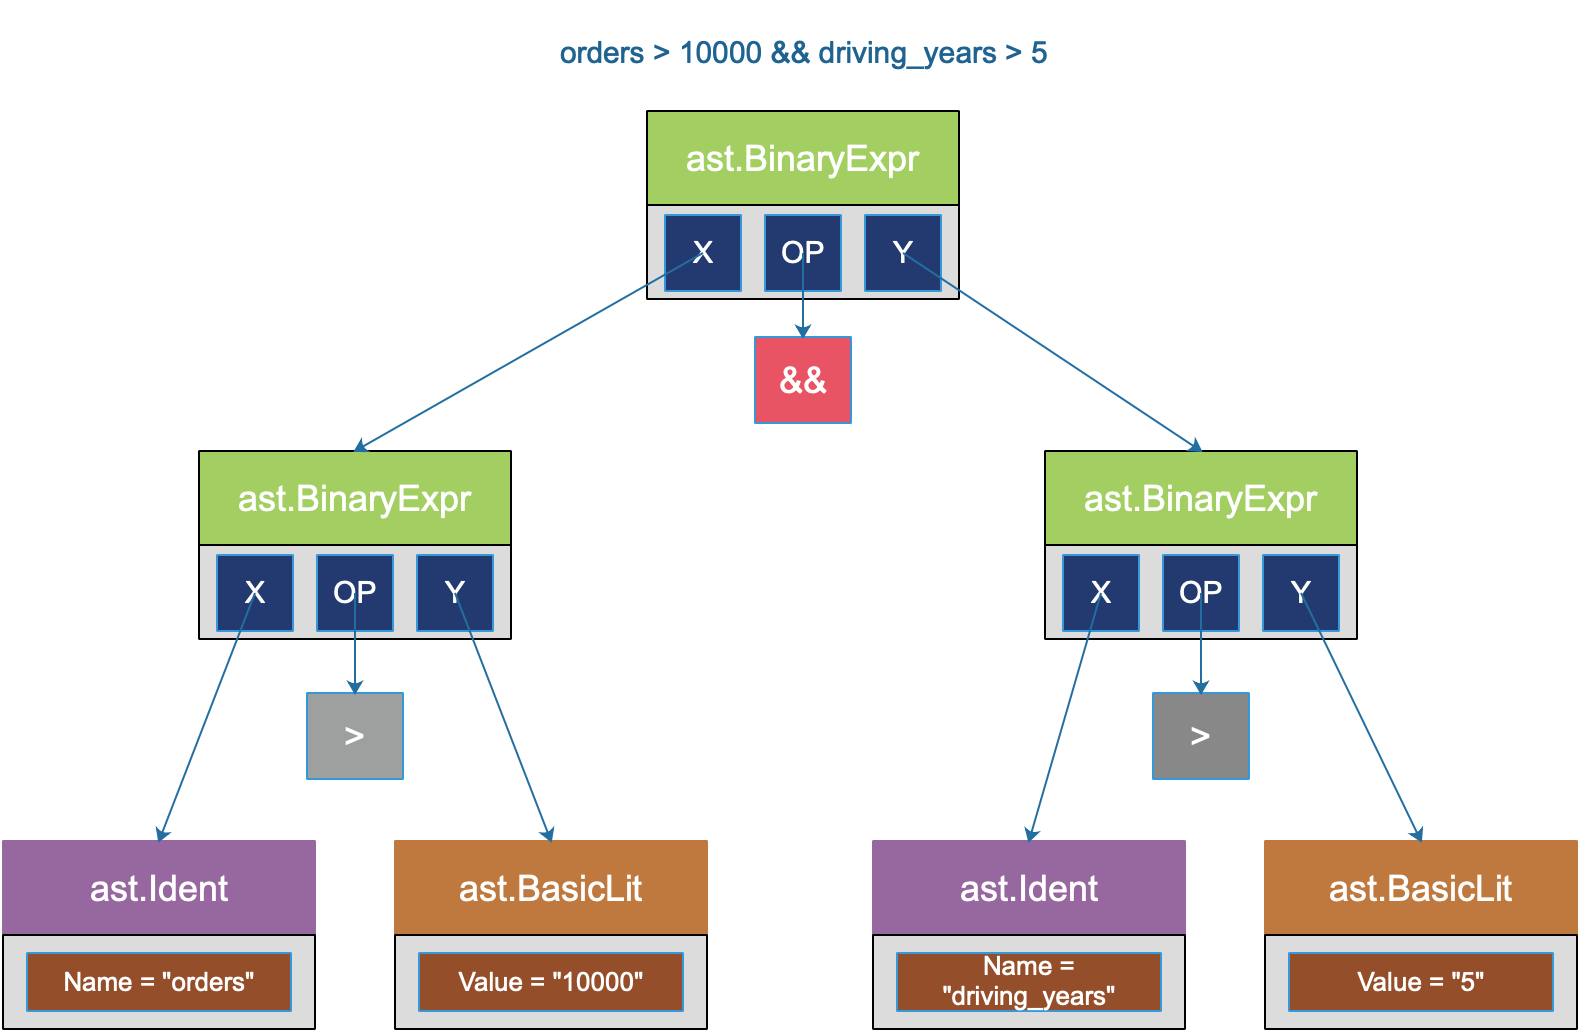 orders > 10000 && driving_years > 5
ast.BinaryExpr
X OP Y
&&
ast.BinaryExpr
X OP Y
>
ast.BinaryExpr
X OP Y
>
ast.Ident
Name = "orders"
ast.BasicLit
Value = "10000"
ast.Ident
Name =
"driving_years"
ast.BasicLit
Value = "5"